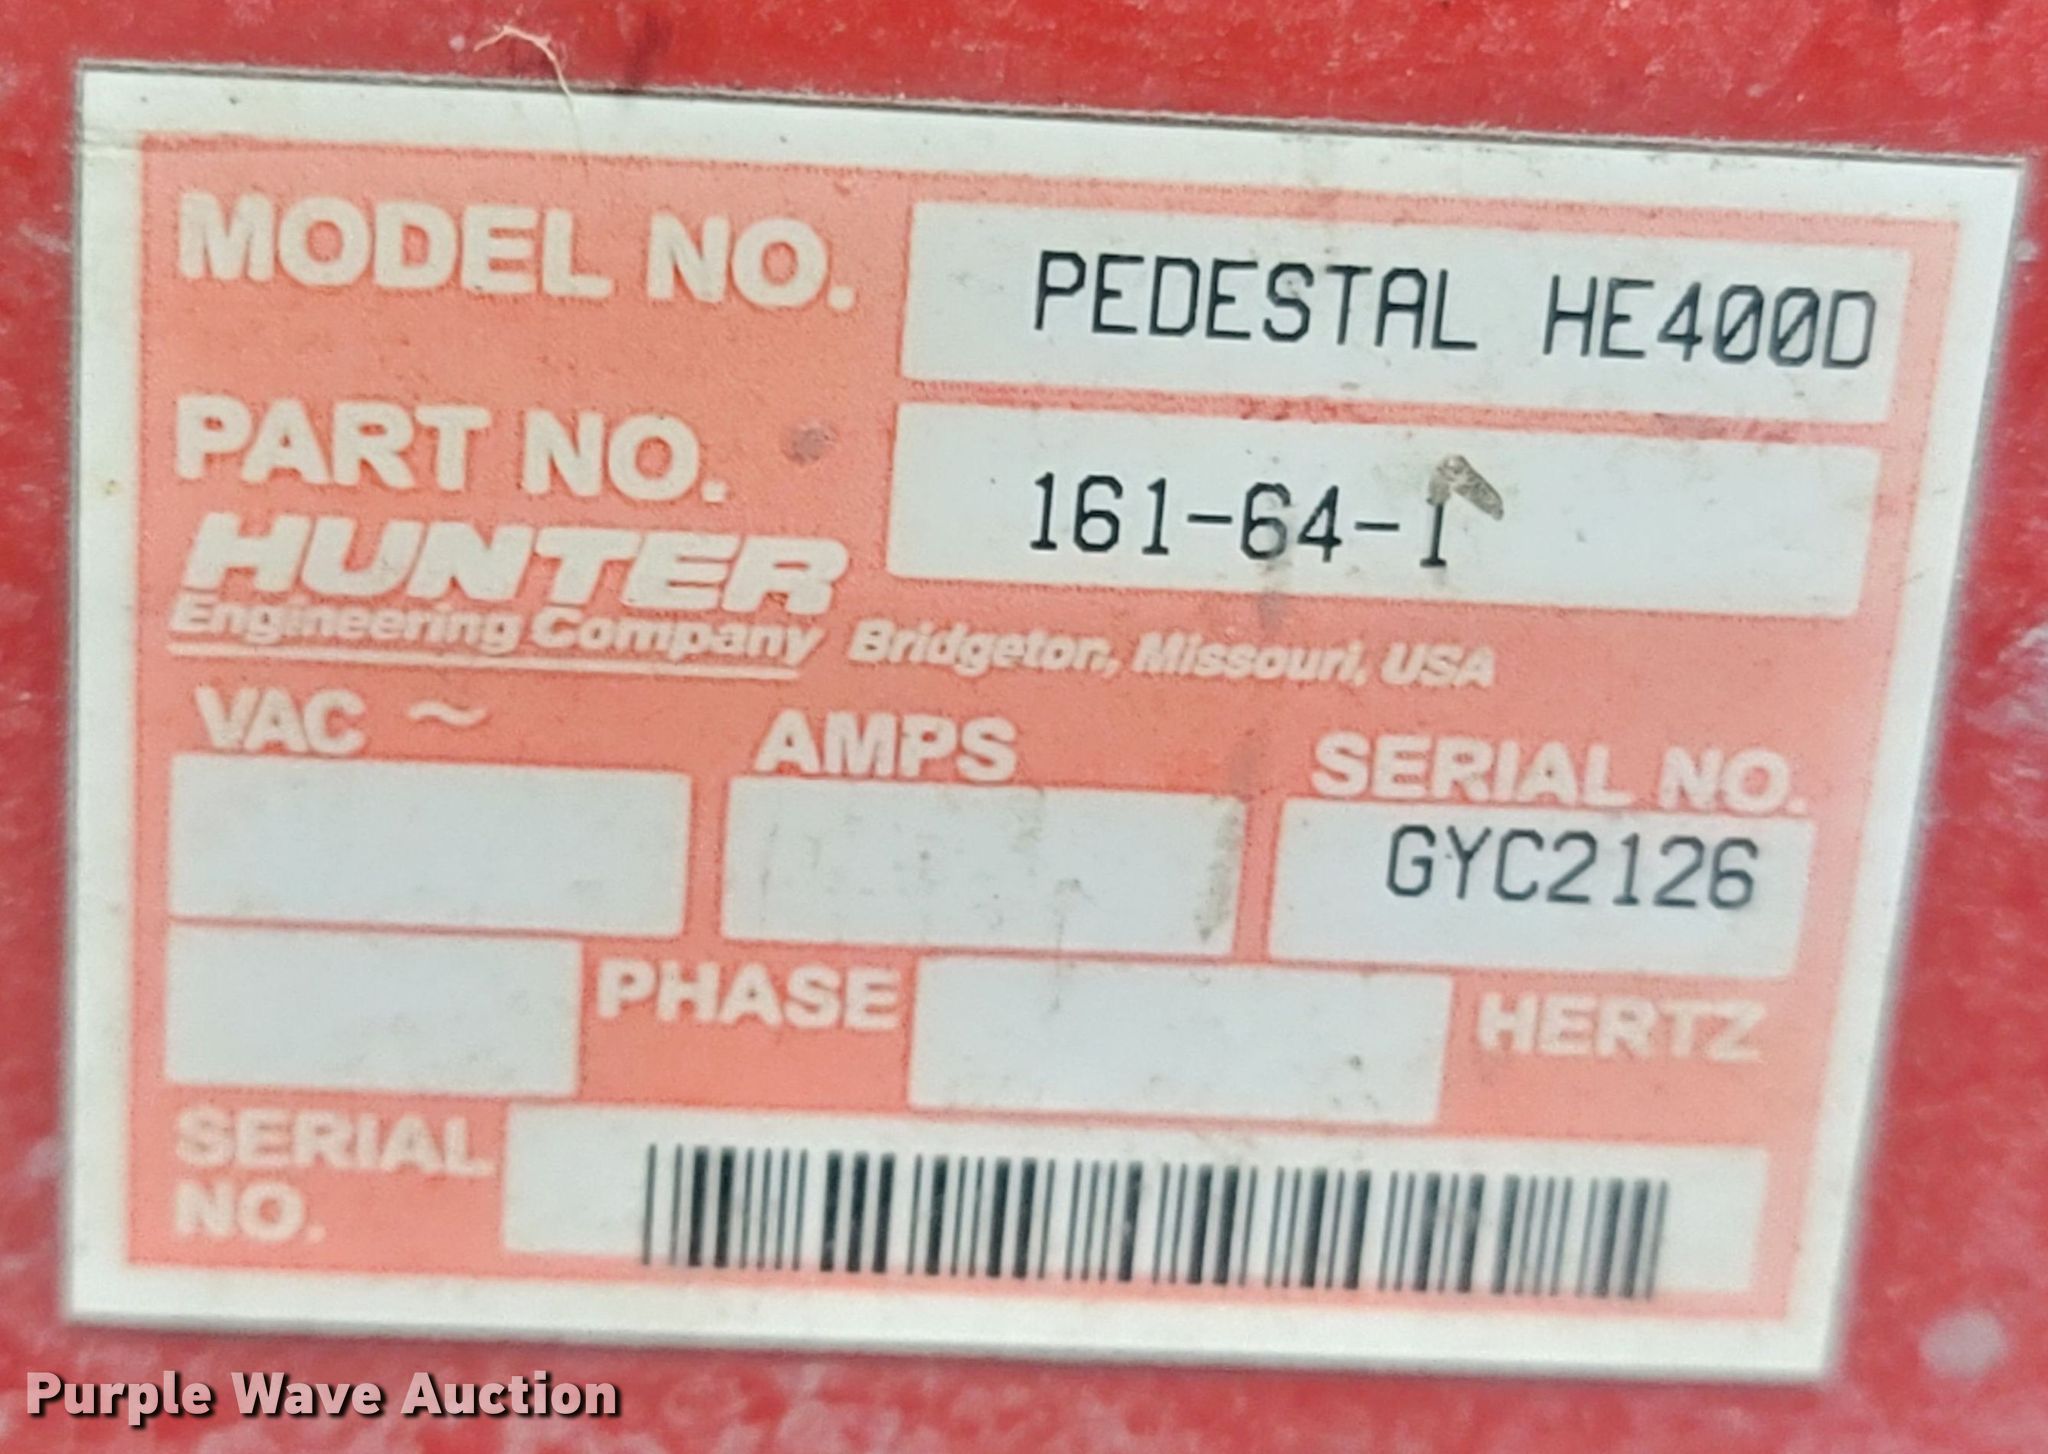 MODEL NO. PEDESTAL HE400D
PART NO. 161-64-1
HUNTER
Engineering Company Bridgeton, Missouri, USA
VAC ~ AMPS SERIAL NO.
GYC2126
PHASE HERTZ
SERIAL
NO.
Purple Wave Auction